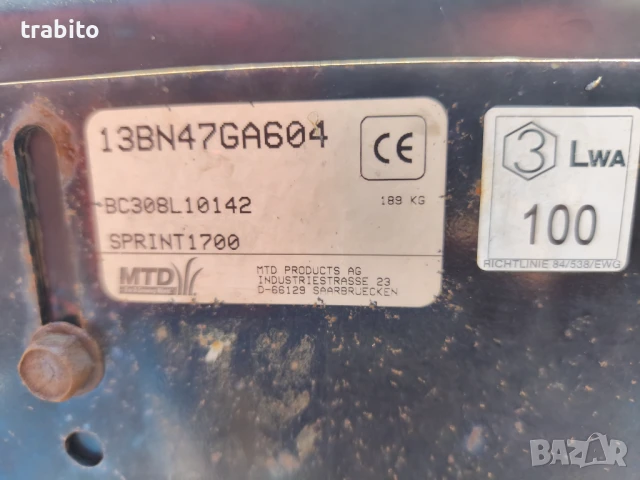 trabito
13BN47GA604
CE
BC308L10142
189 KG
SPRINT1700
MTD
MTD PRODUCTS AG
INDUSTRIESTRASSE 23
D-66129 SAARBRUECKEN
3 LWA
100
RICHTLINIE 84/538/EWG
BAZAR